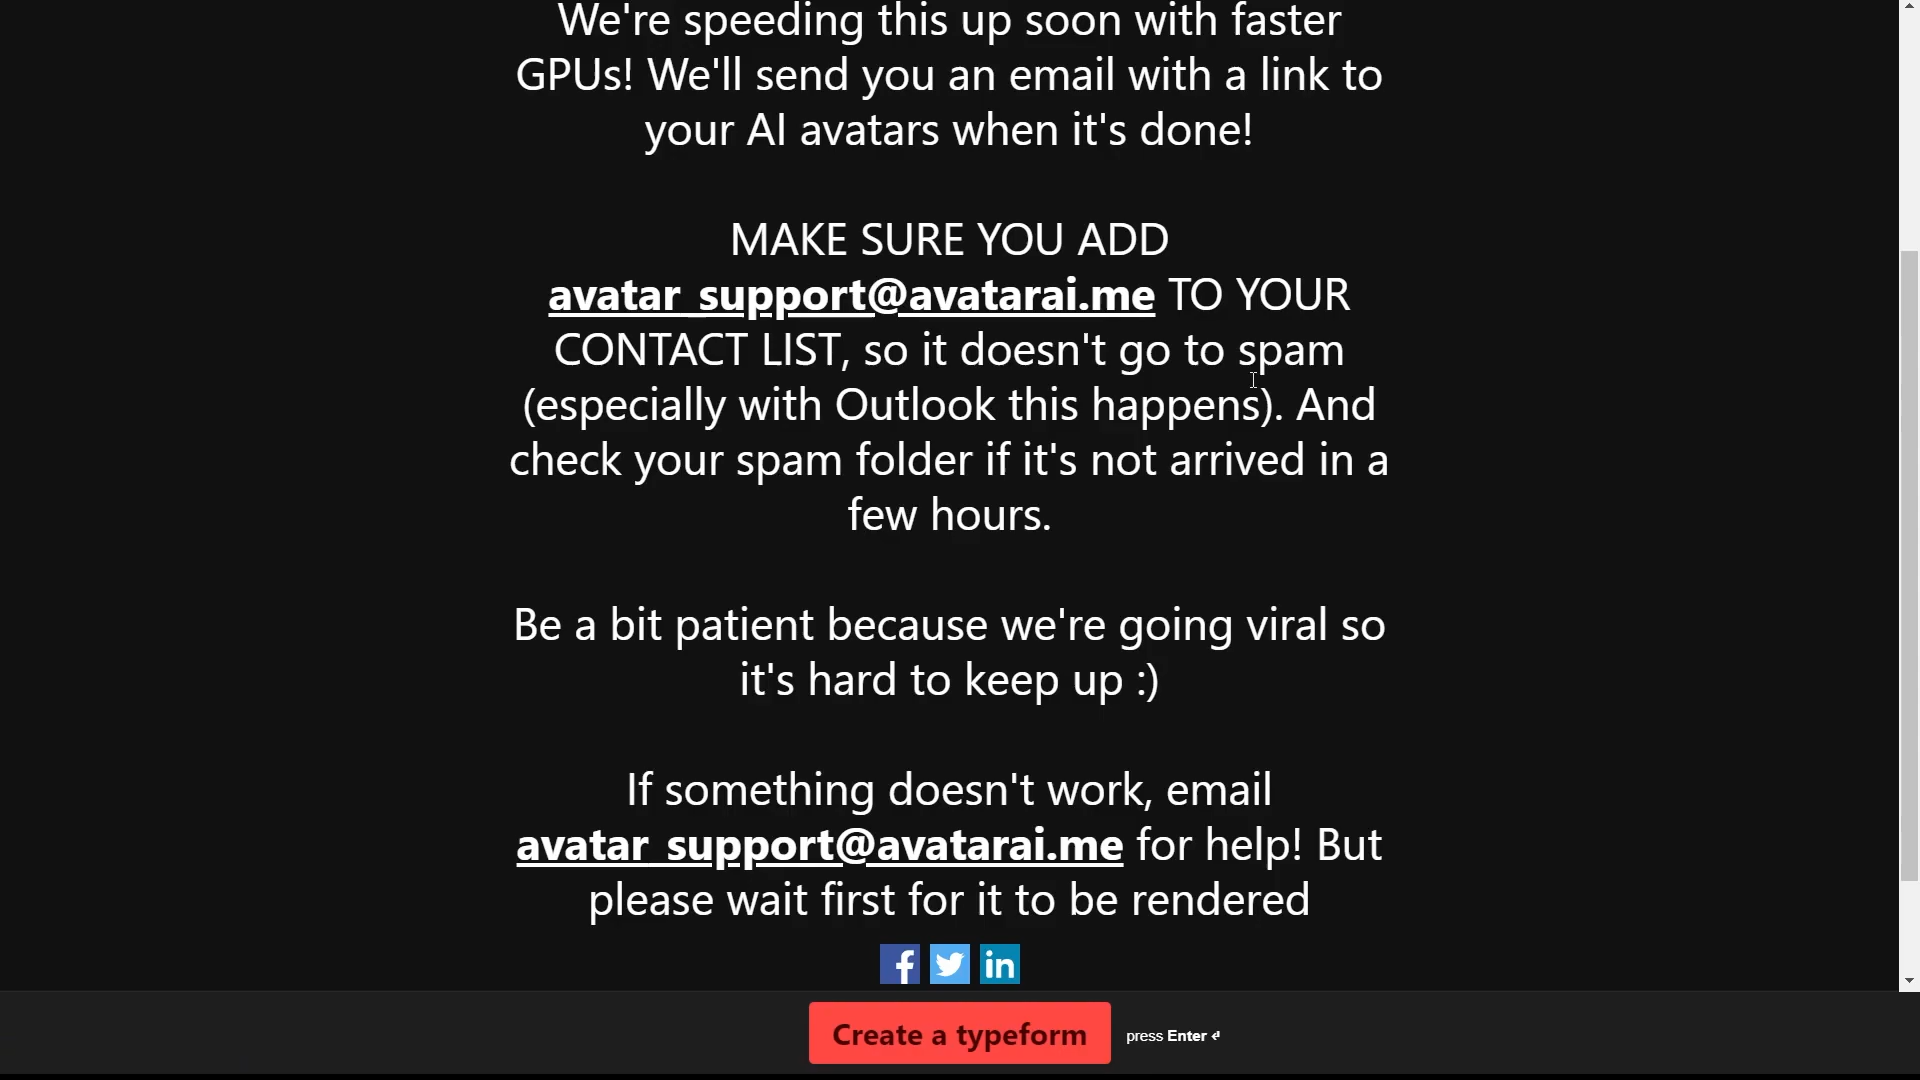 We're speeding this up soon with faster
GPUs! We'll send you an email with a link to
your AI avatars when it's done!
MAKE SURE YOU ADD
avatar_support@avatarai.me TO YOUR
CONTACT LIST, so it doesn't go to spam
(especially with Outlook this happens). And
check your spam folder if it's not arrived in a
few hours.
Be a bit patient because we're going viral so
it's hard to keep up :)
If something doesn't work, email
avatar_support@avatarai.me for help! But
please wait first for it to be rendered
f in
Create a typeform press Enter ↵